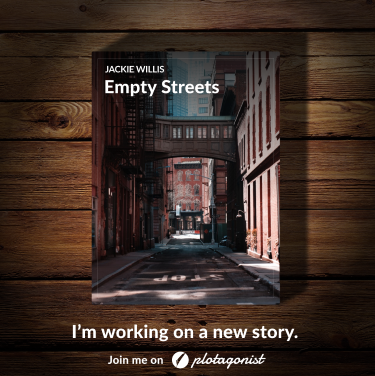 JACKIE WILLIS
Empty Streets
STOP
I'm working on a new story.
Join me on plotagonist